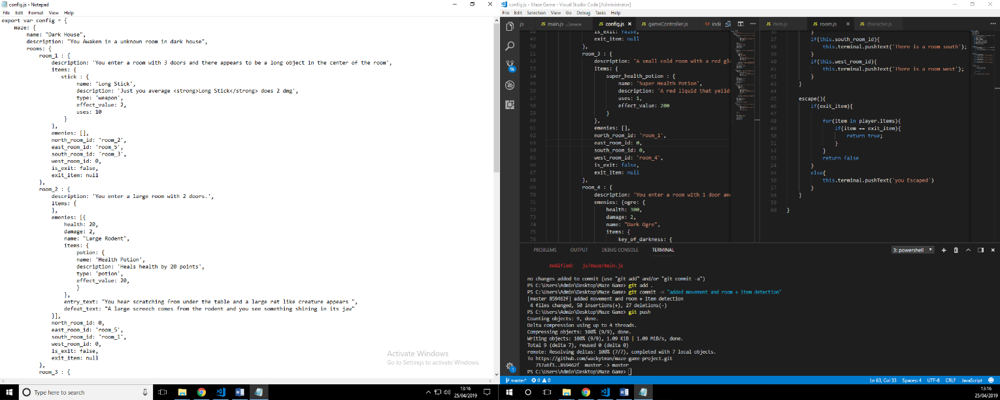 config.js - Notepad
File Edit Format View Help
export var config = {
maze: {
name: "Dark House",
description: "You Awaken in a unknown room in dark house",
rooms: {
room_1 : {
description: 'You enter a room with 3 doors and there appears to be a long object in the center of the room',
items: {
stick : {
name: 'Long Stick',
description: 'Just you average <strong>Long Stick</strong> does 2 dmg',
type: 'weapon',
effect_value: 2,
uses: 10
}
},
emenies: [],
north_room_id: 'room_2',
east_room_id: 'room_5',
south_room_id: 'room_3',
west_room_id: 0,
is_exit: false,
exit_item: null
},
room_2 : {
description: 'You enter a large room with 2 doors.',
items: {
},
emenies: [{
health: 20,
damage: 2,
name: "Large Rodent",
items: {
potion: {
name: 'Health Potion',
description: 'Heals health by 20 points',
type: 'potion',
effect_value: 20,
}
},
entry_text: "You hear scratching from under the table and a large rat like creature appears ",
defeat_text: "A large screech comes from the rodent and you see something shining in its jaw"
}],
north_room_id: 0,
east_room_id: 'room_5',
south_room_id: 'room_1',
west_room_id: 0,
is_exit: false,
exit_item: null
},
room_3 : {
Activate Windows
Go to Settings to activate Windows.
Type here to search
13:16
25/04/2019
config.js - Maze Game - Visual Studio Code [Administrator]
File Edit Selection View Go Debug Tasks Help
JS main.js ...\maze JS config.js JS gameController.js <> inde
48 is_exit: false,
49 exit_item: null
50 },
51 room_3 : {
52 description: 'A small cold room with a red gl
53 items: {
54 super_health_potion : {
55 name: 'Super Health Potion',
56 description: 'A red liquid that yeild
57 uses: 1,
58 effect_value: 200
59 }
60 },
61 emenies: [],
62 north_room_id: 'room_1',
63 east_room_id: 0,
64 south_room_id: 0,
65 west_room_id: 'room_4',
66 is_exit: false,
67 exit_item: null
68 },
69 room_4 : {
70 description: 'You enter a room with 1 door an
71 emenies: {ogre: {
72 health: 300,
73 damage: 2,
74 name: "Dark Ogre",
75 items: {
76 key_of_darkness: {
JS item.js JS room.js JS character.js
36 }
37 if(this.south_room_id){
38 this.terminal.pushText('There is a room south');
39 }
40 if(this.west_room_id){
41 this.terminal.pushText('There is a room west');
42 }
43 }
44
45 escape(){
46 if(exit_item){
47
48 for(item in player.items){
49 if(item == exit_item){
50 return true;
51 }
52 }
53 return false
54 }
55 else{
56 this.terminal.pushText('you Escaped')
57 }
58 }
59
60 }
PROBLEMS OUTPUT DEBUG CONSOLE TERMINAL 3: powershell
modified: js/maze/main.js
no changes added to commit (use "git add" and/or "git commit -a")
PS C:\Users\Admin\Desktop\Maze Game> git add .
PS C:\Users\Admin\Desktop\Maze Game> git commit -m "added movement and room + item detection"
[master 859462f] added movement and room + item detection
4 files changed, 50 insertions(+), 27 deletions(-)
PS C:\Users\Admin\Desktop\Maze Game> git push
Counting objects: 9, done.
Delta compression using up to 4 threads.
Compressing objects: 100% (9/9), done.
Writing objects: 100% (9/9), 1.09 KiB | 1.09 MiB/s, done.
Total 9 (delta 7), reused 0 (delta 0)
remote: Resolving deltas: 100% (7/7), completed with 7 local objects.
To https://github.com/wackytman/maze-game-project.git
717a6f1..859462f master -> master
PS C:\Users\Admin\Desktop\Maze Game>
master* 0 0 Ln 63, Col 33 Spaces: 4 UTF-8 CRLF JavaScript
13:16
25/04/2019